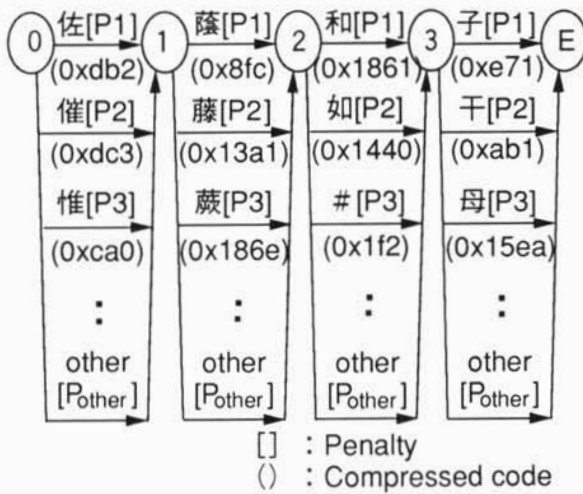 0 佐[P1] 1 蔭[P1] 2 和[P1] 3 子[P1] E
(0xdb2) (0x8fc) (0x1861) (0xe71)
催[P2] 藤[P2] 如[P2] 干[P2]
(0xdc3) (0x13a1) (0x1440) (0xab1)
惟[P3] 蕨[P3] #[P3] 母[P3]
(0xca0) (0x186e) (0x1f2) (0x15ea)
: : : :
other other other other
[Pother] [Pother] [Pother] [Pother]
[] : Penalty
() : Compressed code